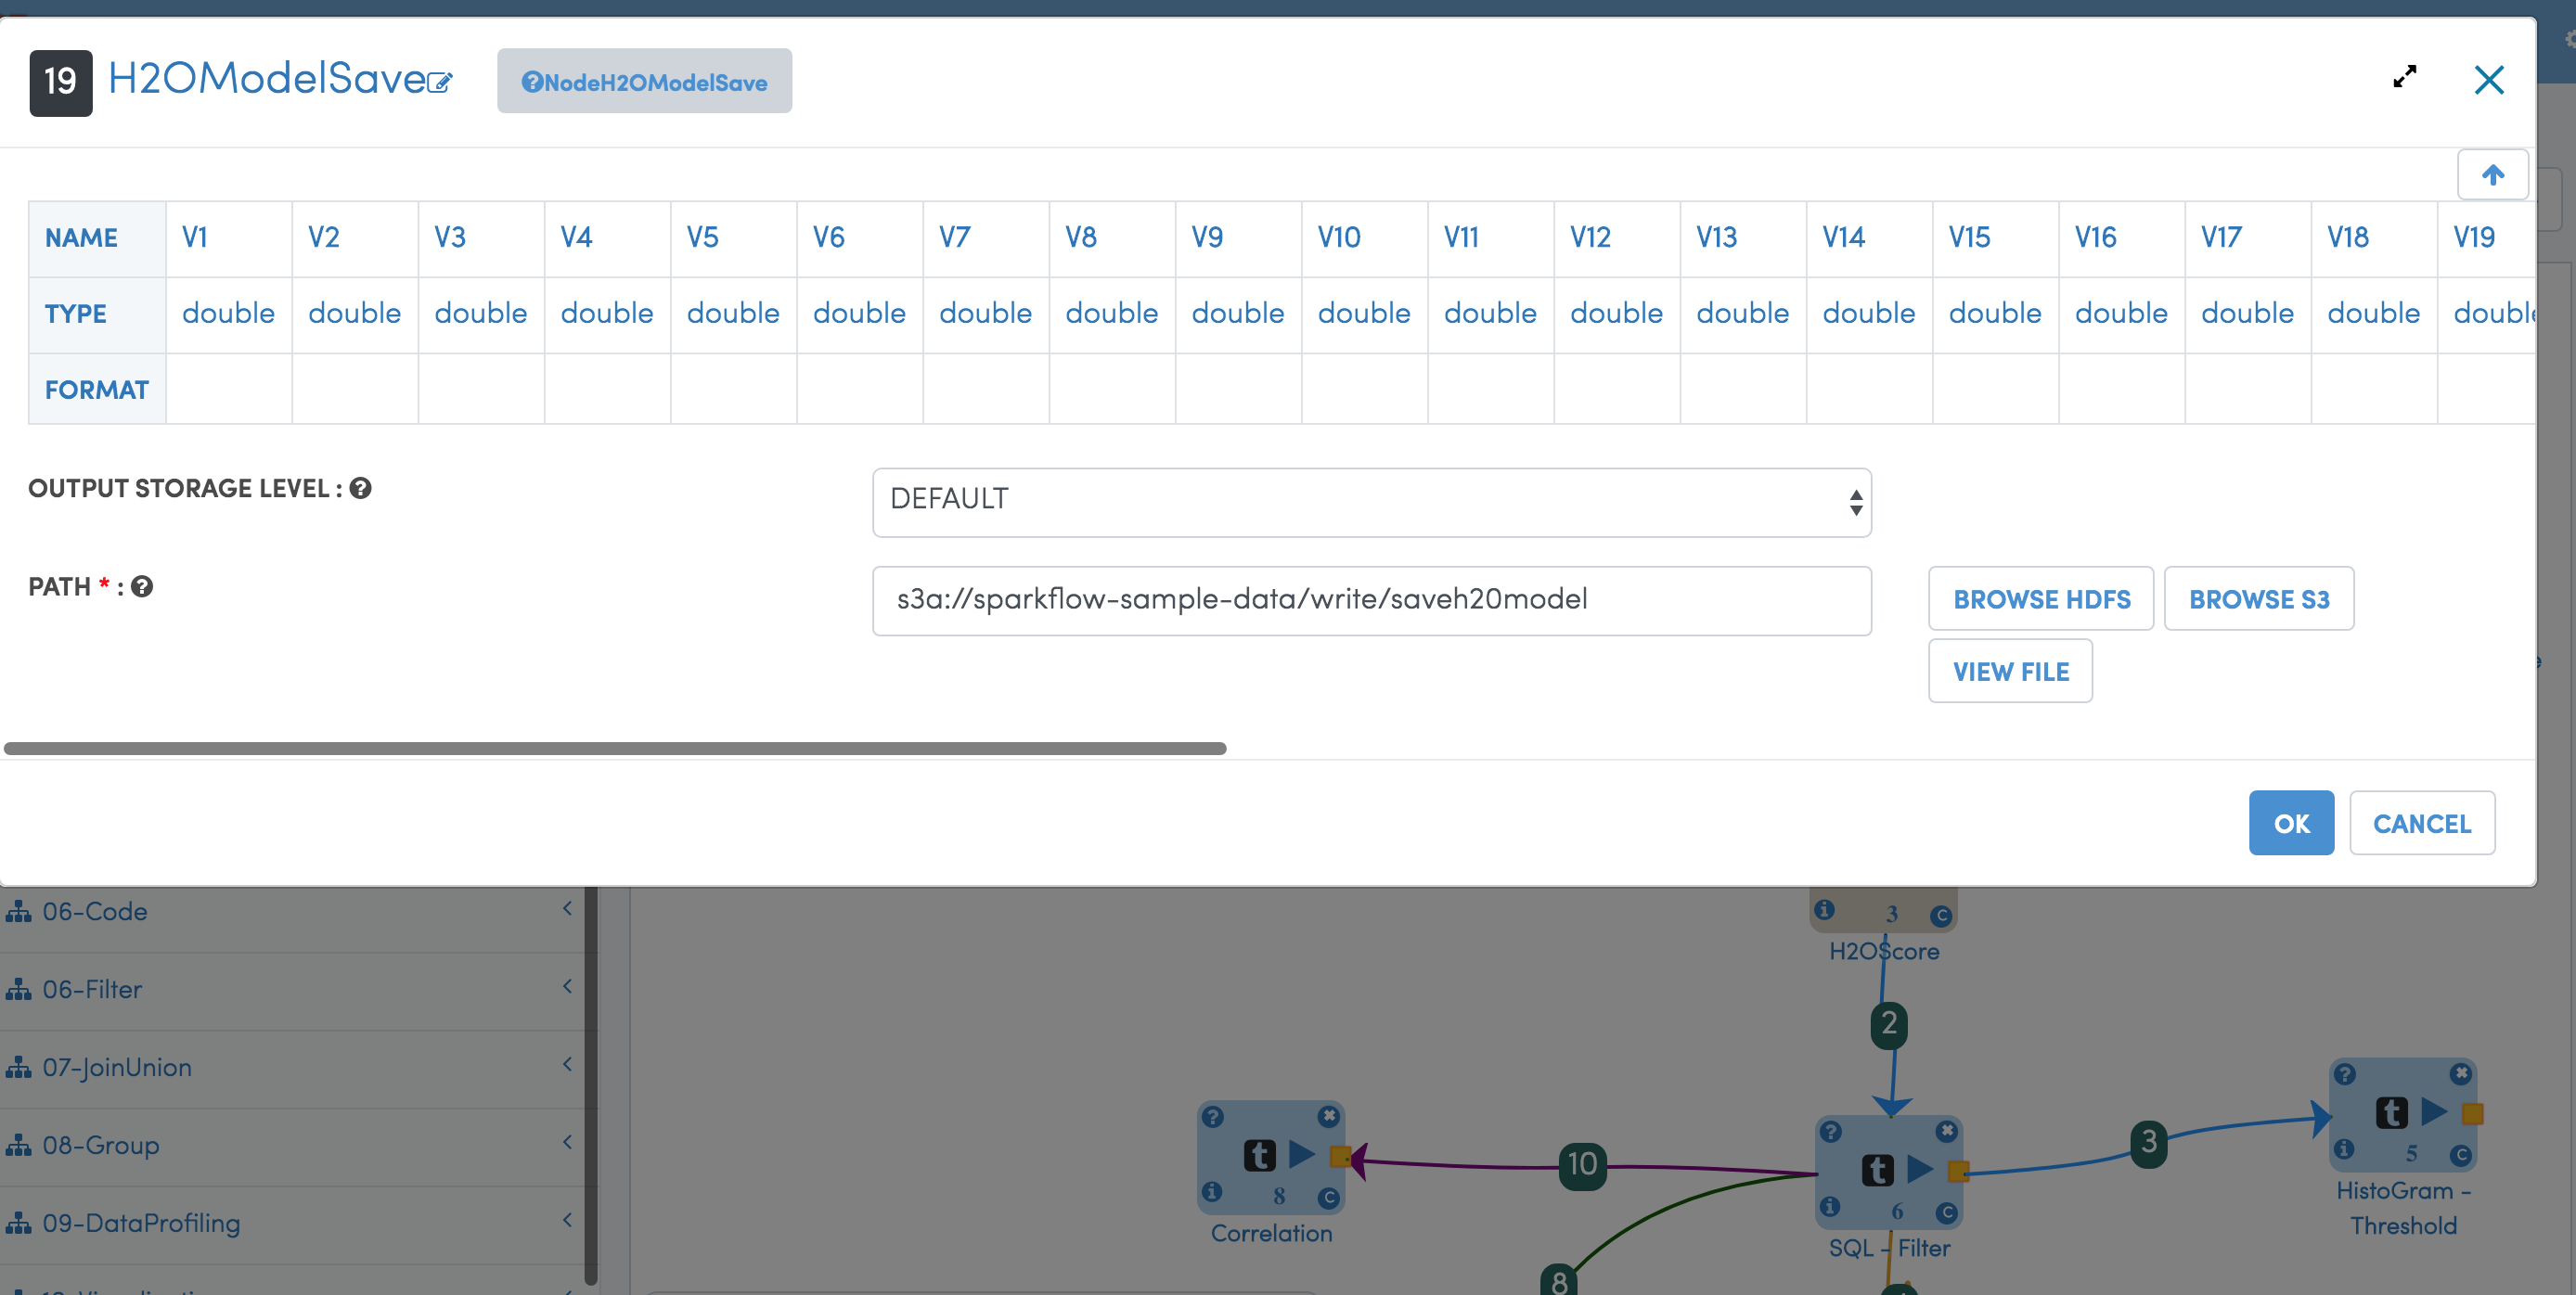 19 H2OModelSave NodeH2OModelSave
NAME V1 V2 V3 V4 V5 V6 V7 V8 V9 V10 V11 V12 V13 V14 V15 V16 V17 V18 V19
TYPE double double double double double double double double double double double double double double double double double double double
FORMAT
OUTPUT STORAGE LEVEL : DEFAULT
PATH * : s3a://sparkflow-sample-data/write/saveh20model BROWSE HDFS BROWSE S3
VIEW FILE
OK CANCEL
06-Code
06-Filter
07-JoinUnion
08-Group
09-DataProfiling
3 C
H2OScore
2
t
8 C
Correlation
10
t
6 C
SQL - Filter
3
t
5 C
HistoGram -
Threshold
8